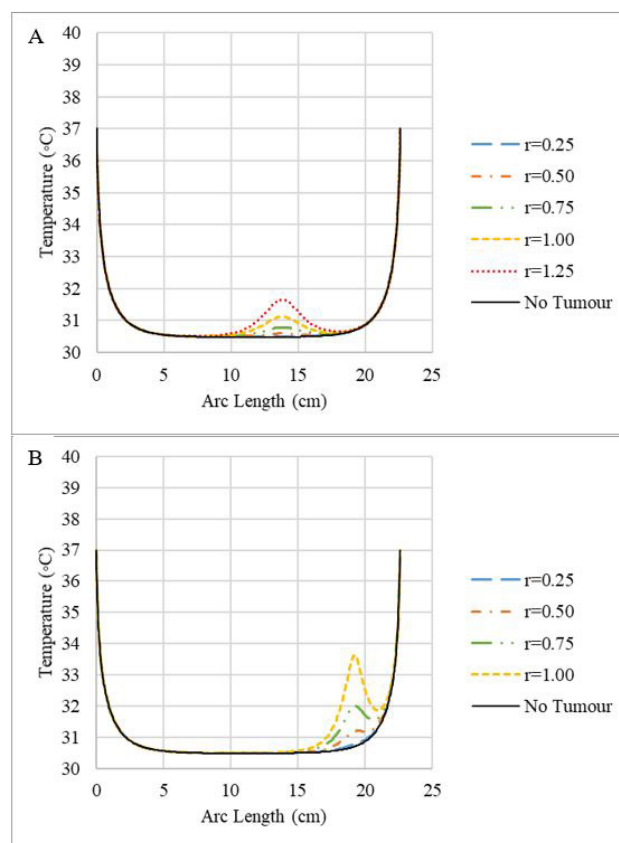 A
40
39
38
37
36
35
34
33
32
31
30
Temperature (∘C)
0 5 10 15 20 25
Arc Length (cm)
r=0.25
r=0.50
r=0.75
r=1.00
r=1.25
No Tumour
B
40
39
38
37
36
35
34
33
32
31
30
Temperature (∘C)
0 5 10 15 20 25
Arc Length (cm)
r=0.25
r=0.50
r=0.75
r=1.00
No Tumour